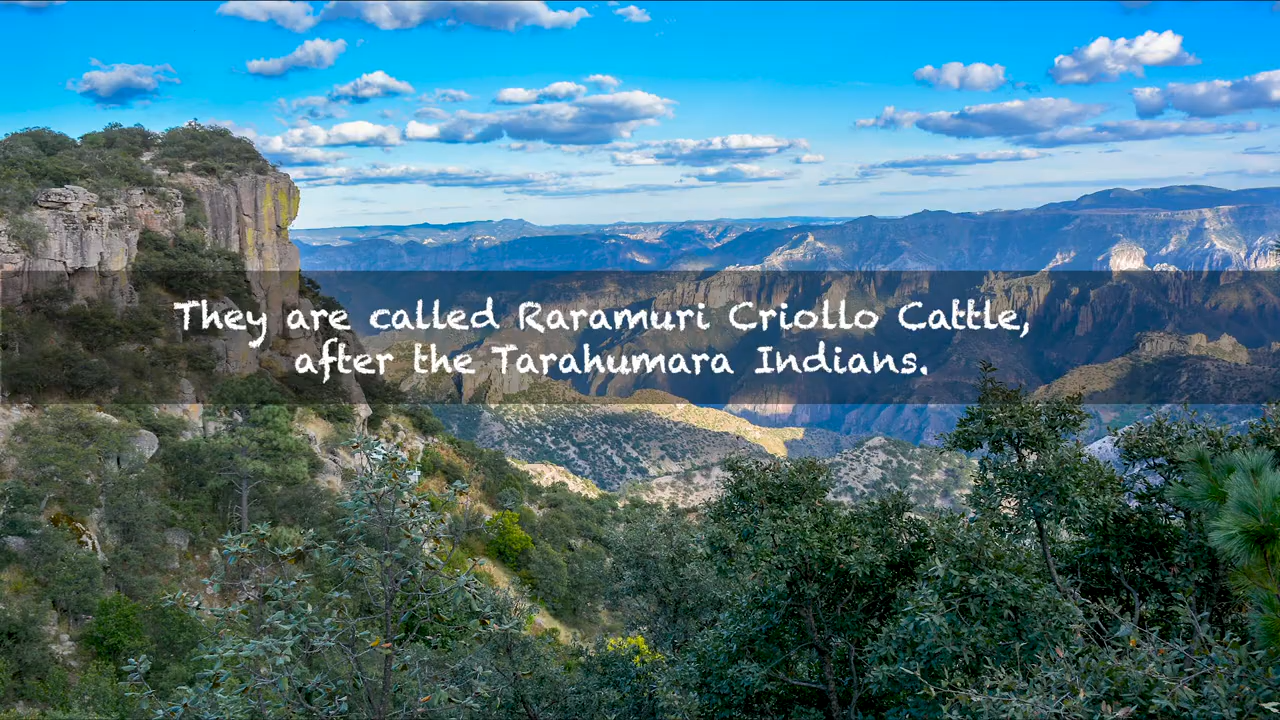 They are called Raramuri Criollo Cattle,
after the Tarahumara Indians.